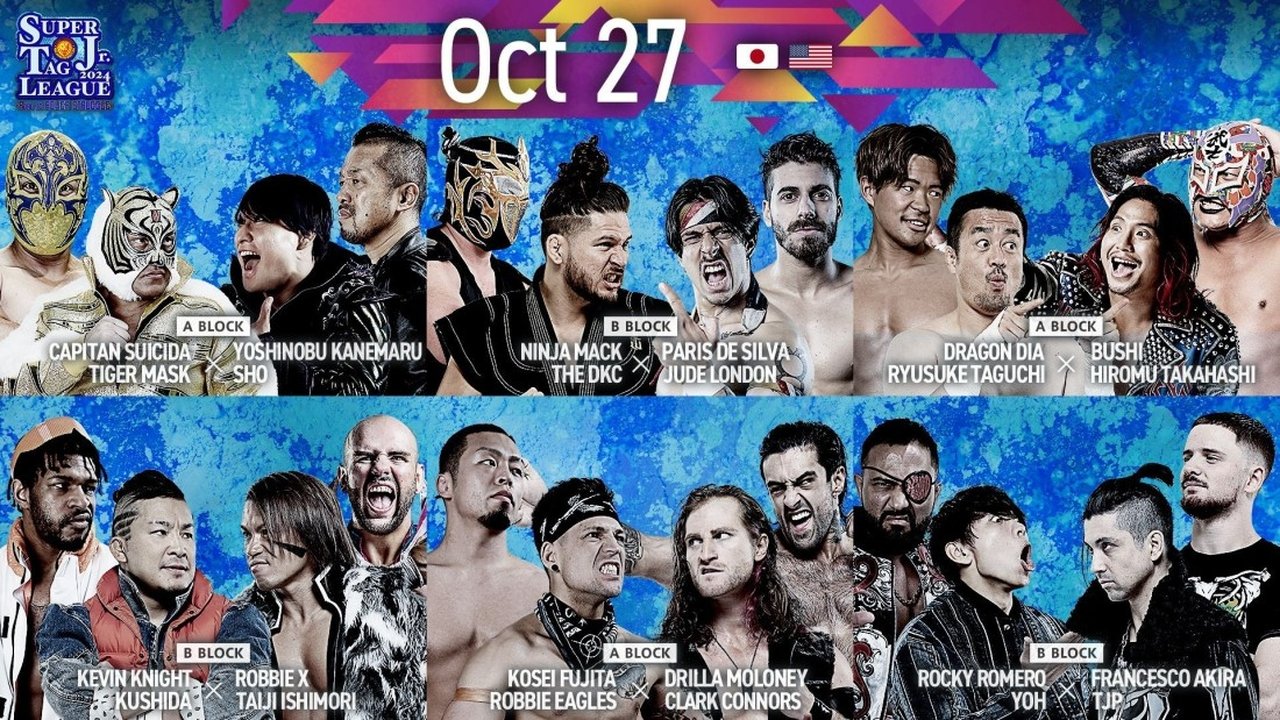 SUPER
Jr.
TAG
2024
LEAGUE
Oct 27
A BLOCK
CAPITAN SUICIDA
TIGER MASK
×
YOSHINOBU KANEMARU
SHO
B BLOCK
NINJA MACK
THE DKC
×
PARIS DE SILVA
JUDE LONDON
A BLOCK
DRAGON DIA
RYUSUKE TAGUCHI
×
BUSHI
HIROMU TAKAHASHI
B BLOCK
KEVIN KNIGHT
KUSHIDA
×
ROBBIE X
TAIJI ISHIMORI
A BLOCK
KOSEI FUJITA
ROBBIE EAGLES
×
DRILLA MOLONEY
CLARK CONNORS
B BLOCK
ROCKY ROMERO
YOH
×
FRANCESCO AKIRA
TJP